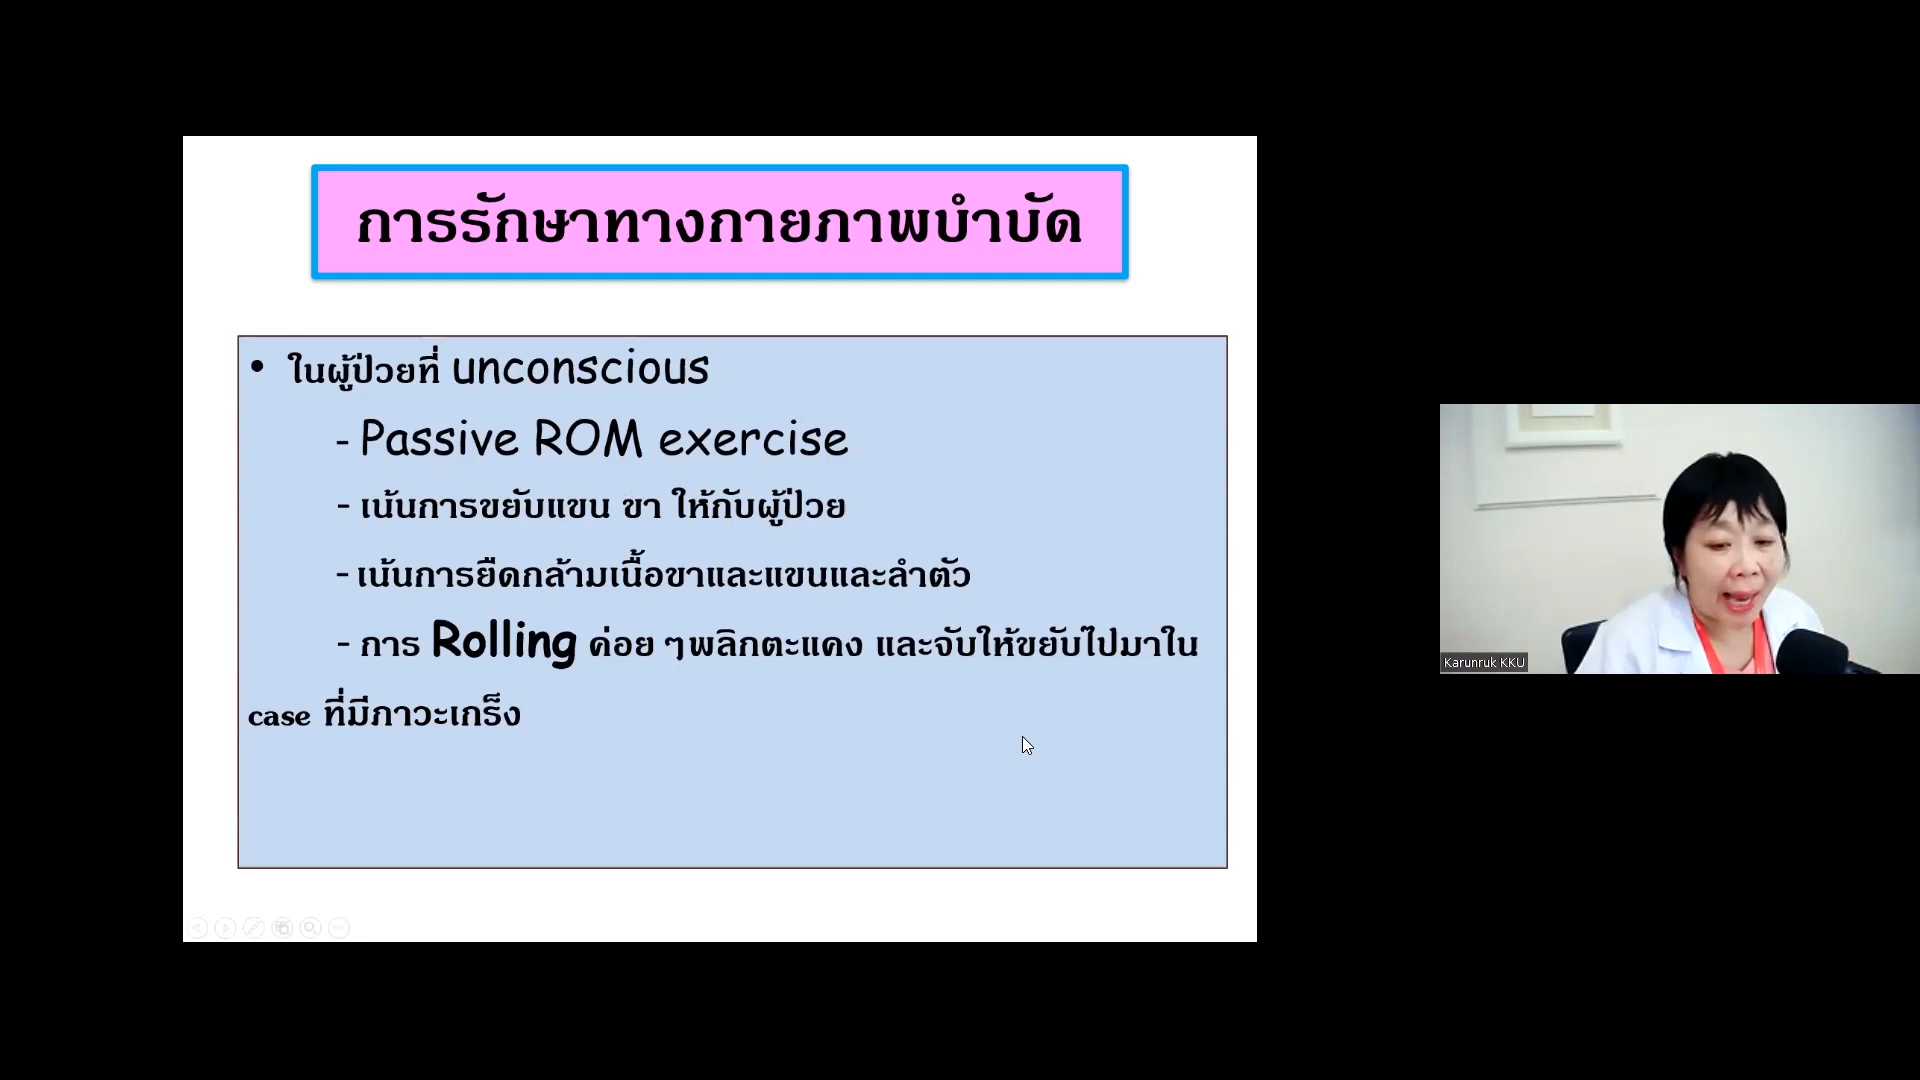 การรักษาทางกายภาพบำบัด
• ในผู้ป่วยที่ unconscious
- Passive ROM exercise
- เน้นการขยับแขน ขา ให้กับผู้ป่วย
- เน้นการยืดกล้ามเนื้อขาและแขนและลำตัว
- การ Rolling ค่อย ๆพลิกตะแคง และจับให้ขยับไปมาใน
case ที่มีภาวะเกร็ง
Karunruk KKU